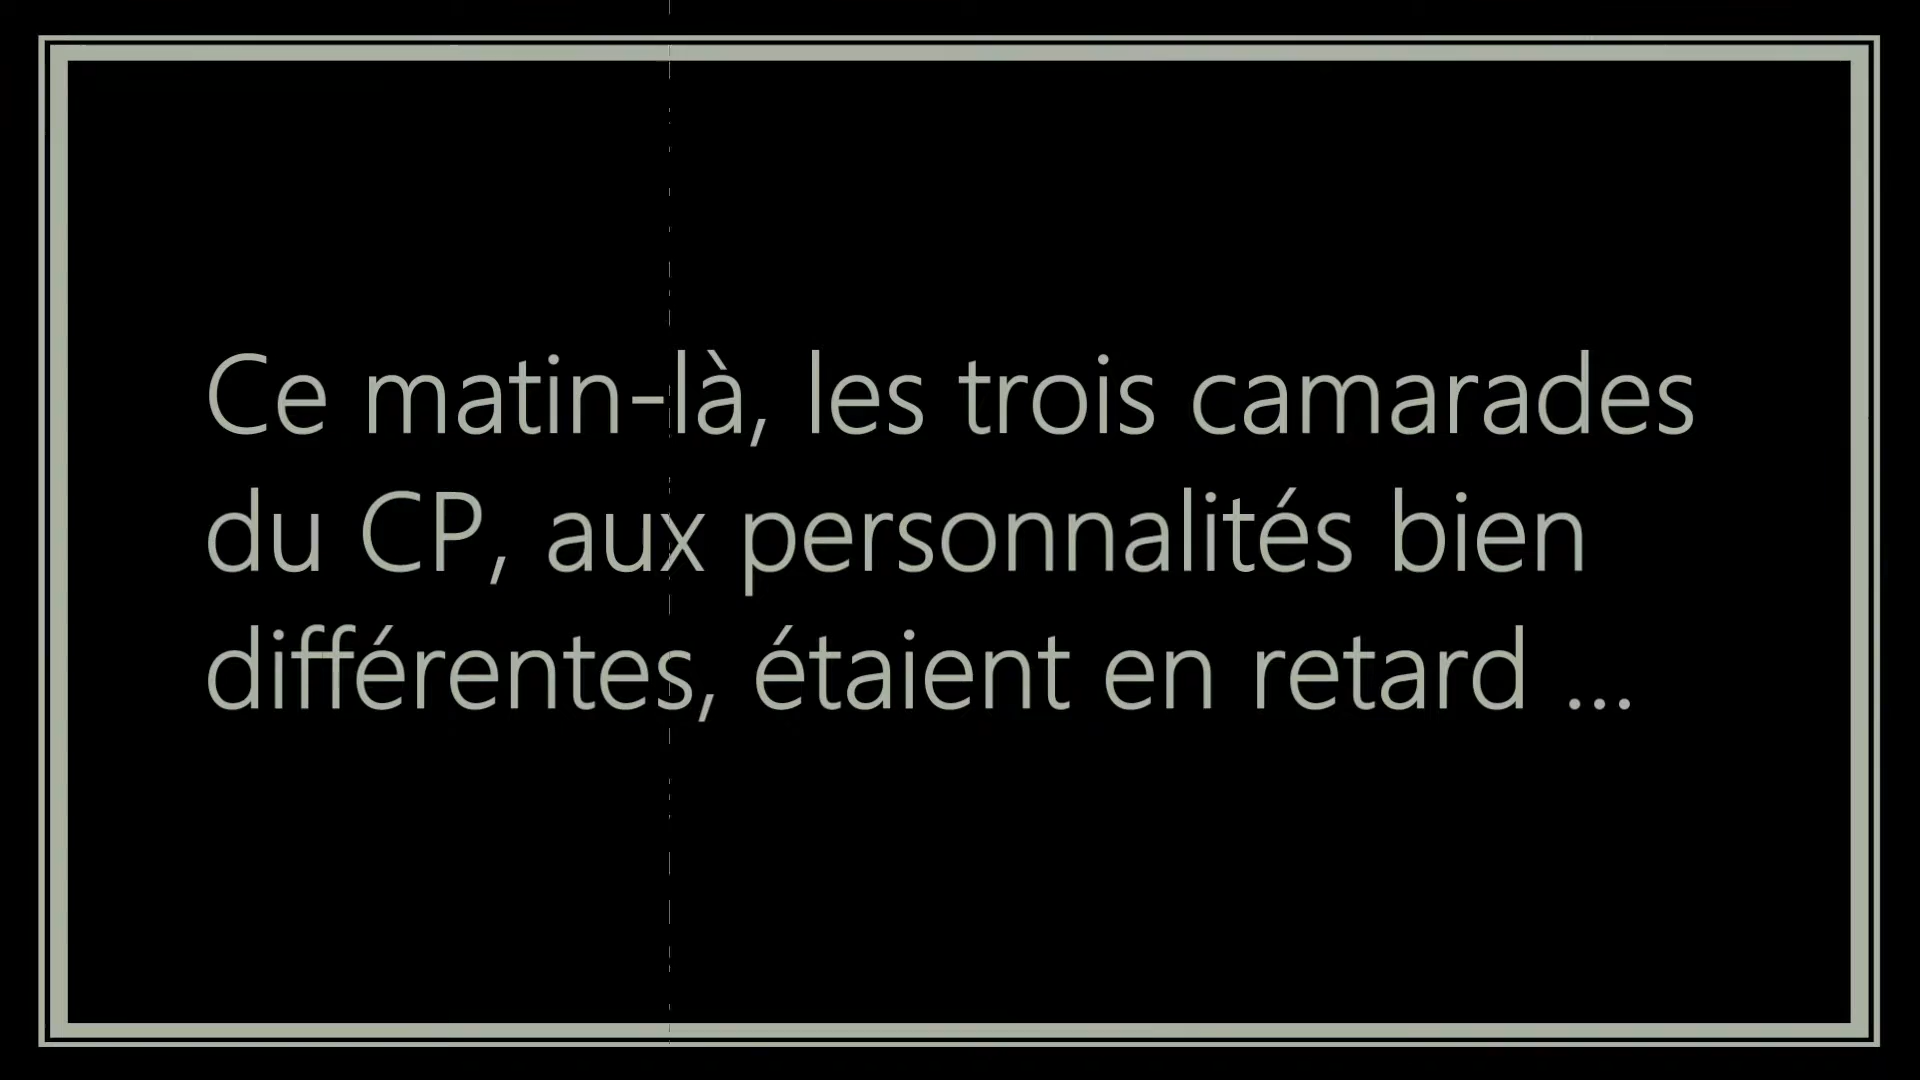 Ce matin-là, les trois camarades
du CP, aux personnalités bien
différentes, étaient en retard ...